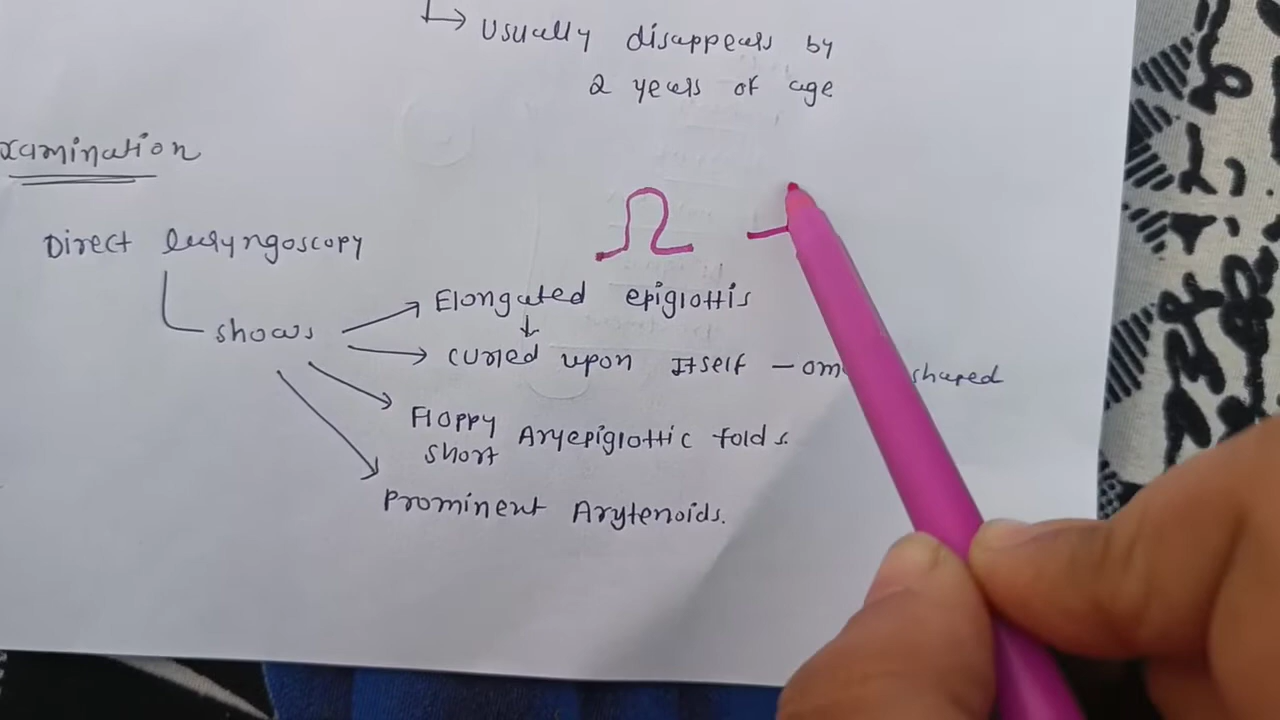 Usually disappears by
2 years of age
xamination
Direct laryngoscopy
shows
Elongated epiglottis
curled upon Itself - om shaped
Floppy
short Aryepiglottic folds.
Prominent Arytenoids.